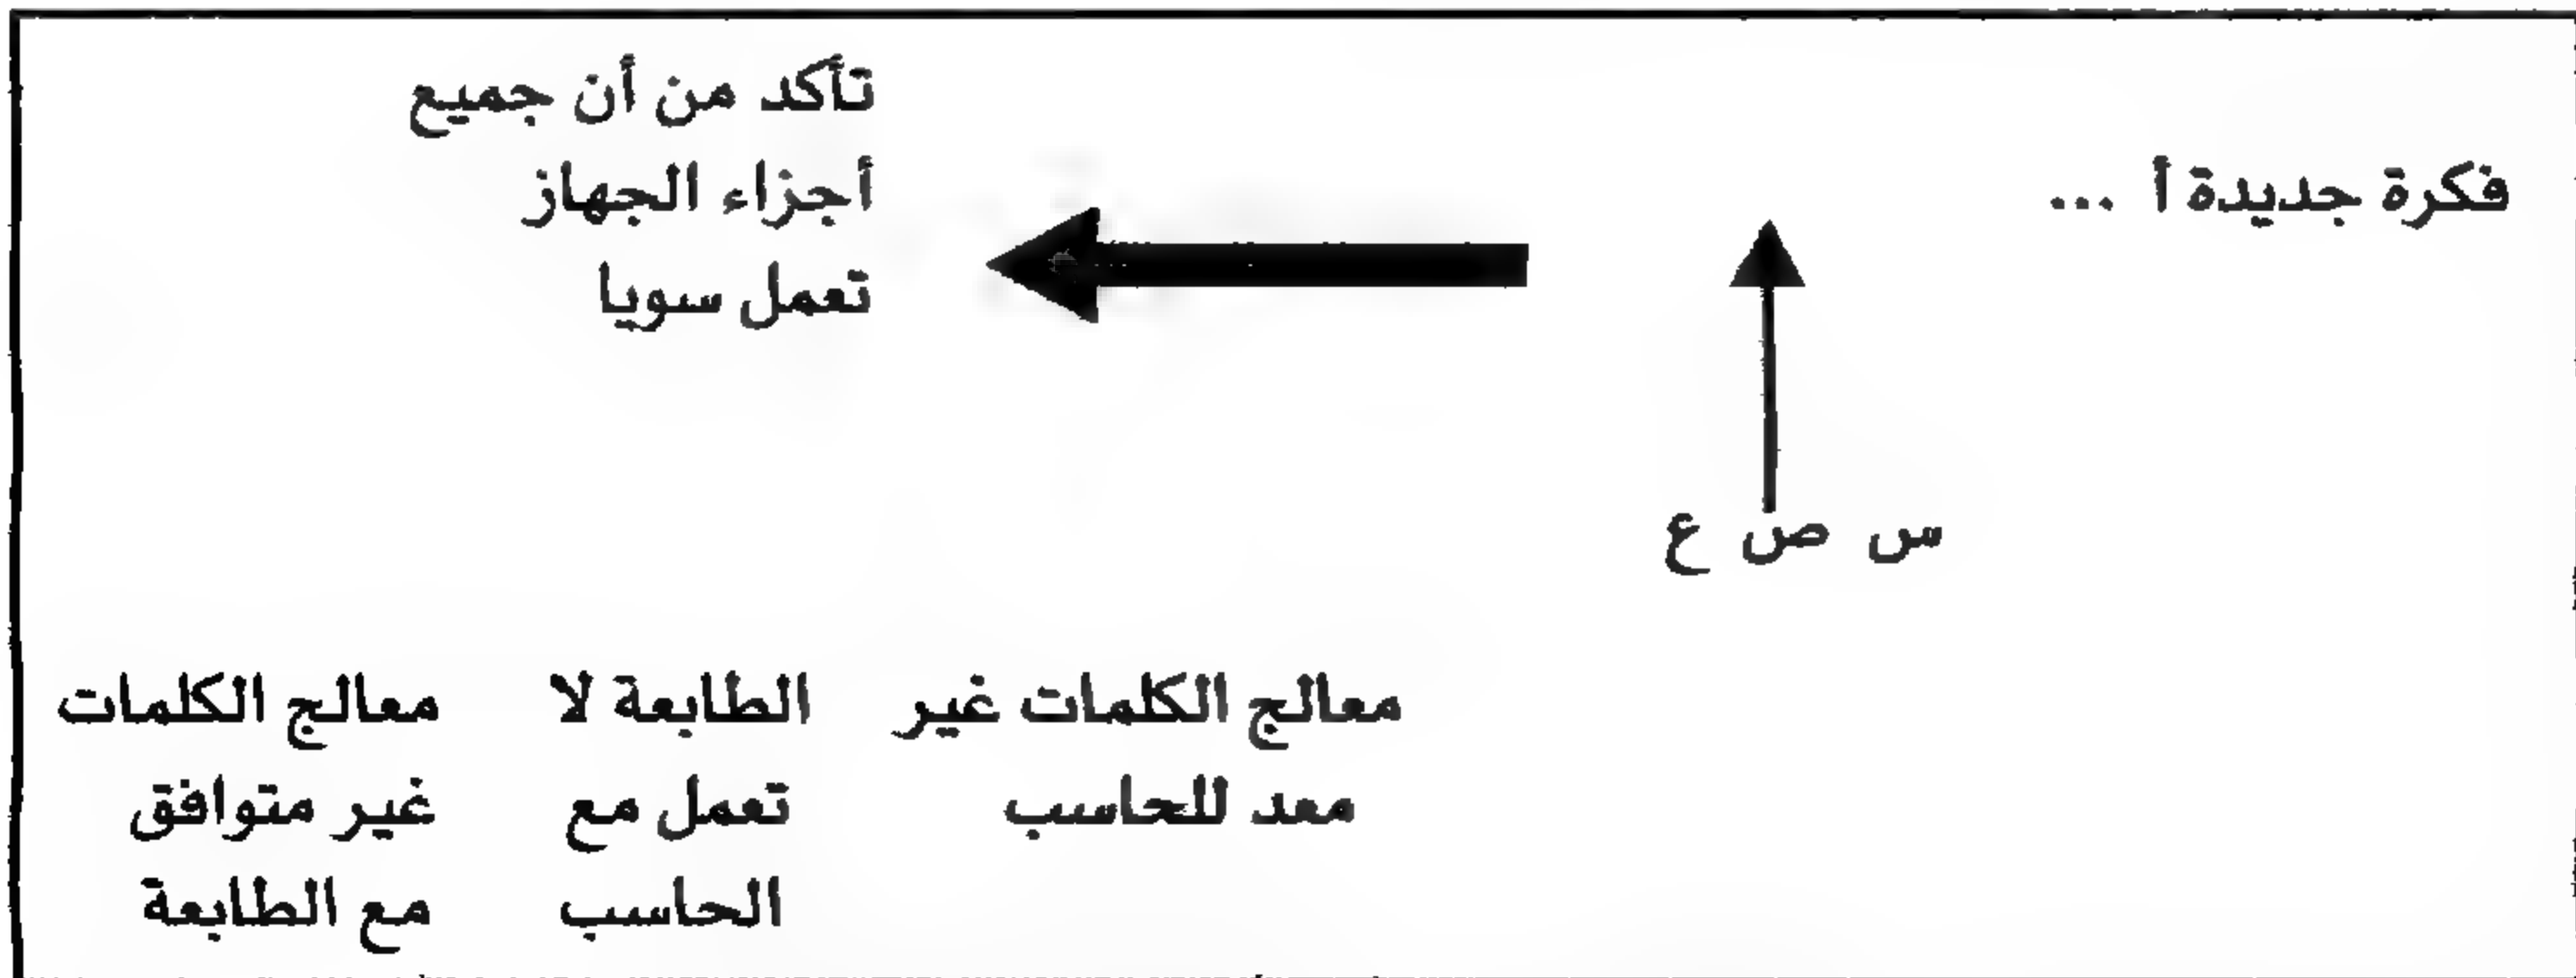 فكرة جديدة أ ...
تأكد من أن جميع
أجزاء الجهاز
تعمل سويا
س ص ع
معالج الكلمات غير
معد للحاسب
الطابعة لا
تعمل مع
الحاسب
معالج الكلمات
غير متوافق
مع الطابعة